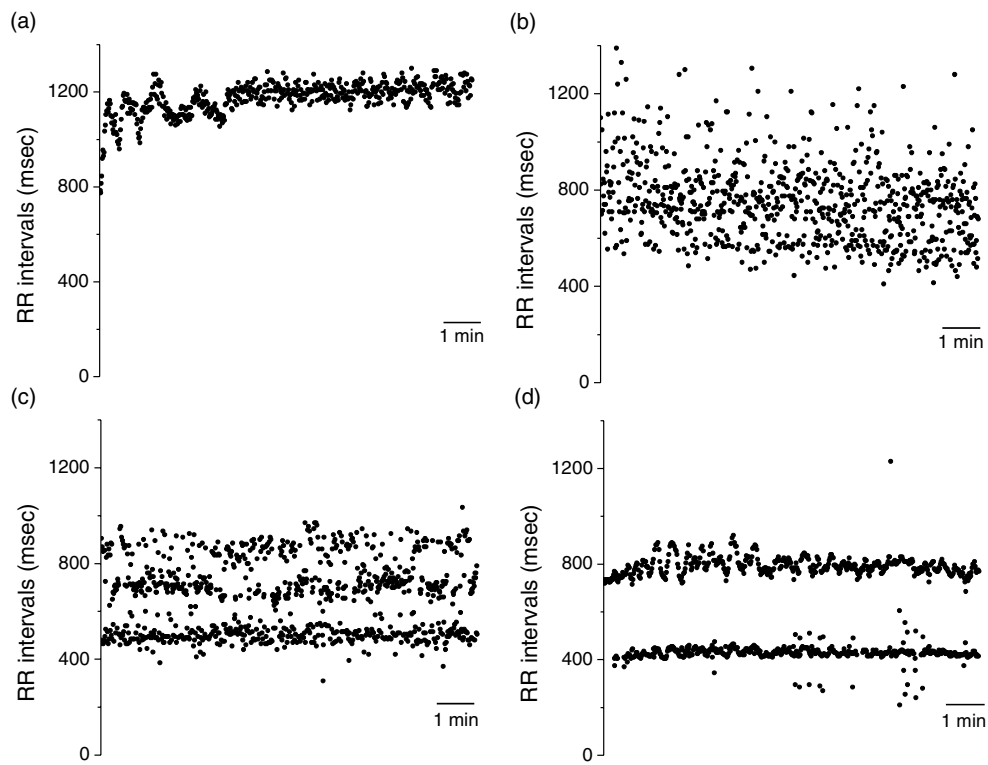 (a)
RR intervals (msec)
1200
800
400
0
1 min
(b)
RR intervals (msec)
1200
800
400
0
1 min
(c)
RR intervals (msec)
1200
800
400
0
1 min
(d)
RR intervals (msec)
1200
800
400
0
1 min